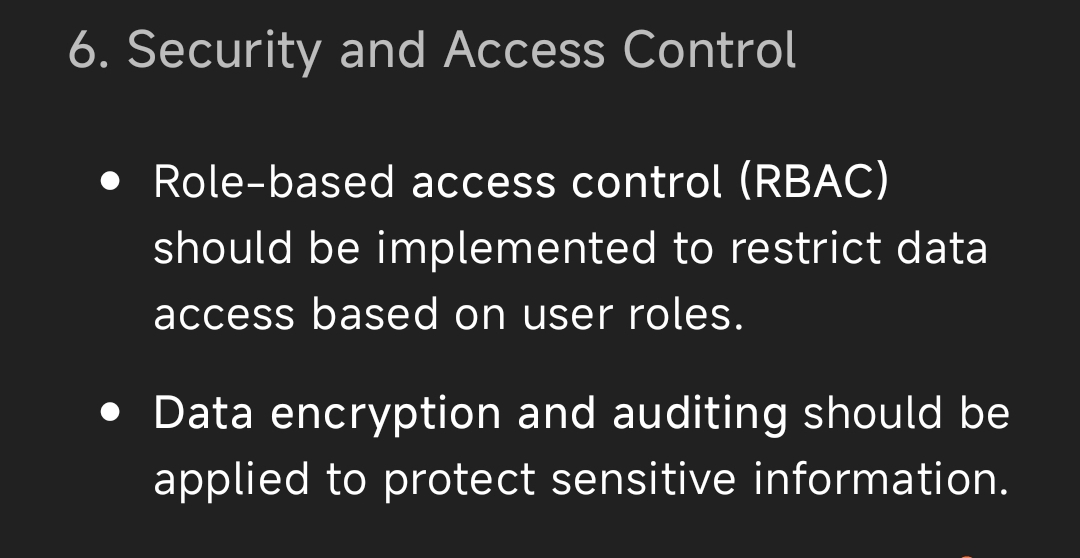 6. Security and Access Control
• Role-based access control (RBAC)
should be implemented to restrict data
access based on user roles.
• Data encryption and auditing should be
applied to protect sensitive information.